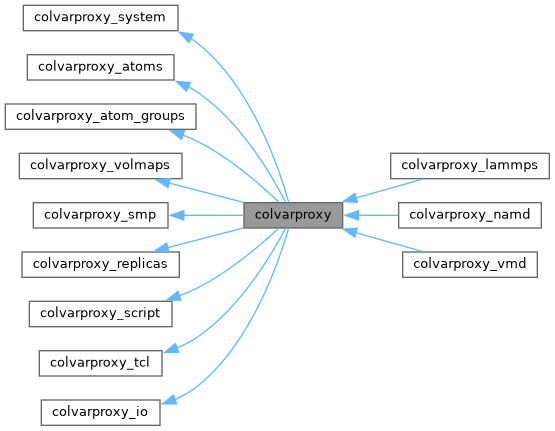 colvarproxy_system
colvarproxy_atoms
colvarproxy_atom_groups
colvarproxy_volmaps
colvarproxy_smp
colvarproxy_replicas
colvarproxy_script
colvarproxy_tcl
colvarproxy_io
colvarproxy
colvarproxy_lammps
colvarproxy_namd
colvarproxy_vmd